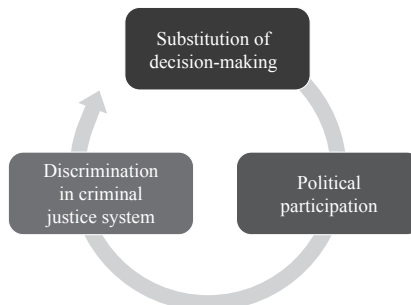 Substitution of
decision-making
Political
participation
Discrimination
in criminal
justice system